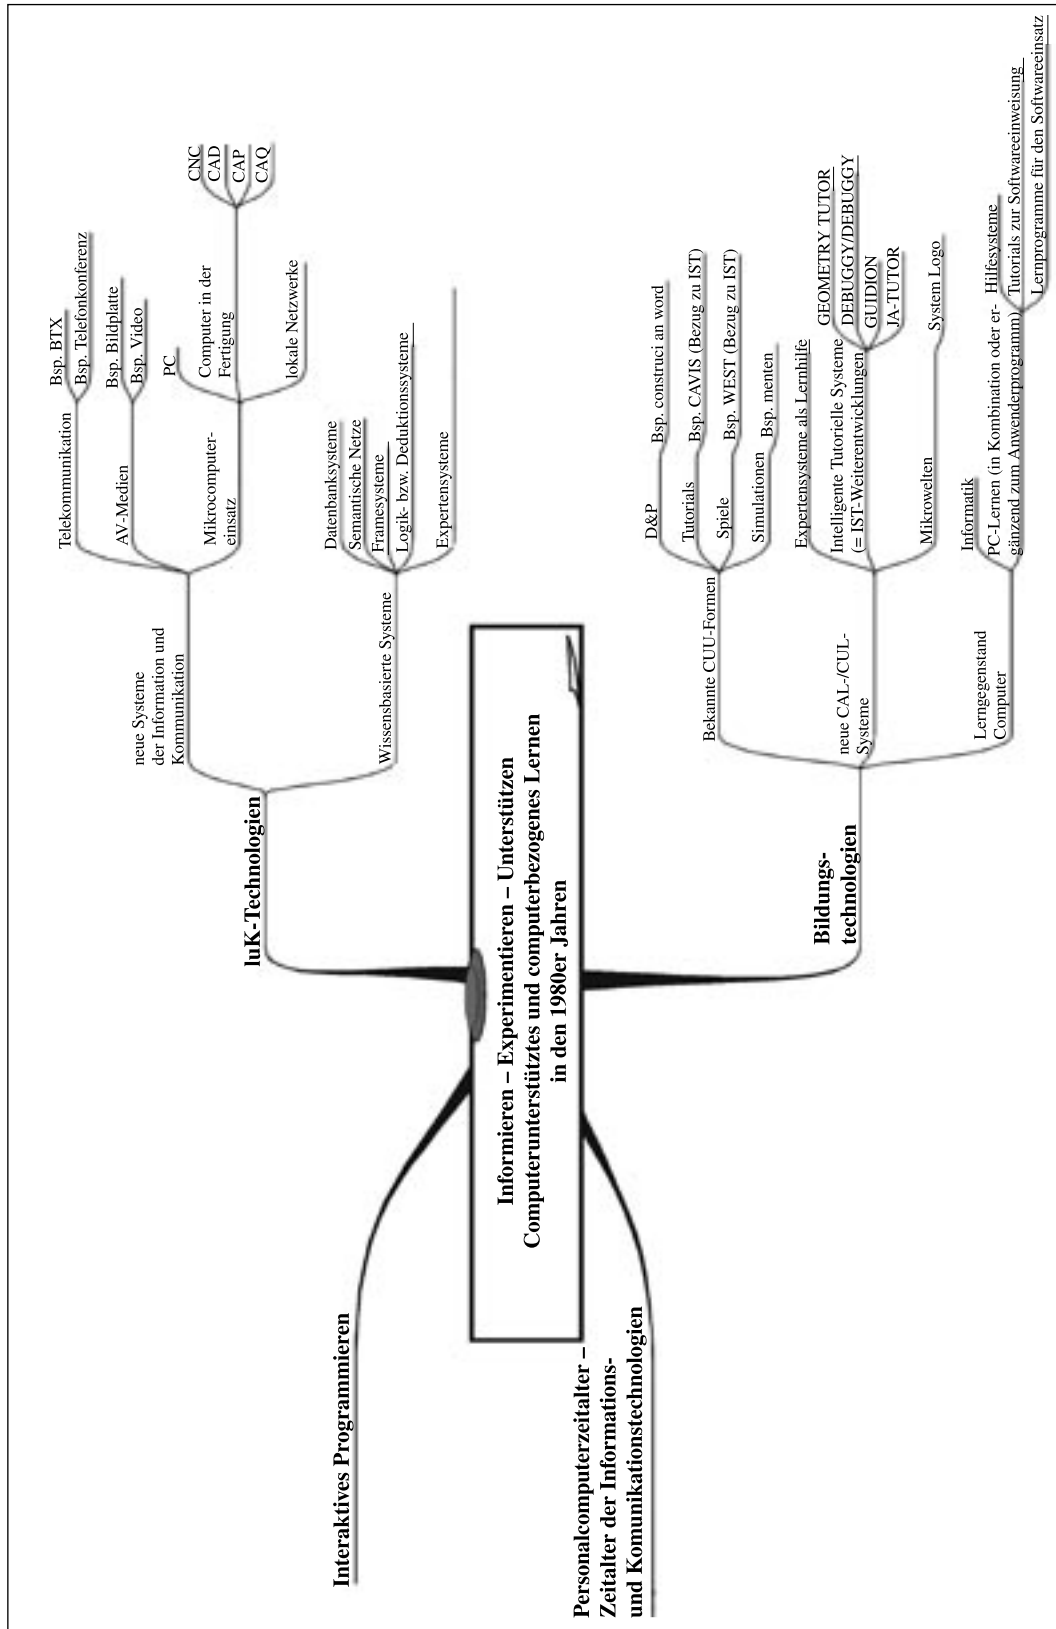 Informieren – Experimentieren – Unterstützen
Computerunterstütztes und computerbezogenes Lernen
in den 1980er Jahren
Interaktives Programmieren
Personalcomputerzeitalter –
Zeitalter der Informations-
und Komunikationstechnologien
IuK-Technologien
neue Systeme
der Information und
Kommunikation
Telekommunikation
Bsp. BTX
Bsp. Telefonkonferenz
AV-Medien
Bsp. Bildplatte
Bsp. Video
Mikrocomputer-
einsatz
PC
Computer in der
Fertigung
CNC
CAD
CAP
CAQ
lokale Netzwerke
Wissensbasierte Systeme
Datenbanksysteme
Semantische Netze
Framesysteme
Logik- bzw. Deduktionssysteme
Expertensysteme
Bildungs-
technologien
Bekannte CUU-Formen
D&P
Bsp. construci an word
Tutorials
Bsp. CAVIS (Bezug zu IST)
Spiele
Bsp. WEST (Bezug zu IST)
Simulationen
Bsp. menten
neue CAL-/CUL-
Systeme
Expertensysteme als Lernhilfe
Intelligente Tutorielle Systeme
(= IST-Weiterentwicklungen)
GEOMETRY TUTOR
DEBUGGY/DEBUGGY
GUIDION
JA-TUTOR
Mikrowelten
System Logo
Lerngegenstand
Computer
Informatik
PC-Lernen (in Kombination oder er-
gänzend zum Anwenderprogramm)
Hilfesysteme
Tutorials zur Softwareeinweisung
Lernprogramme für den Softwareeinsatz